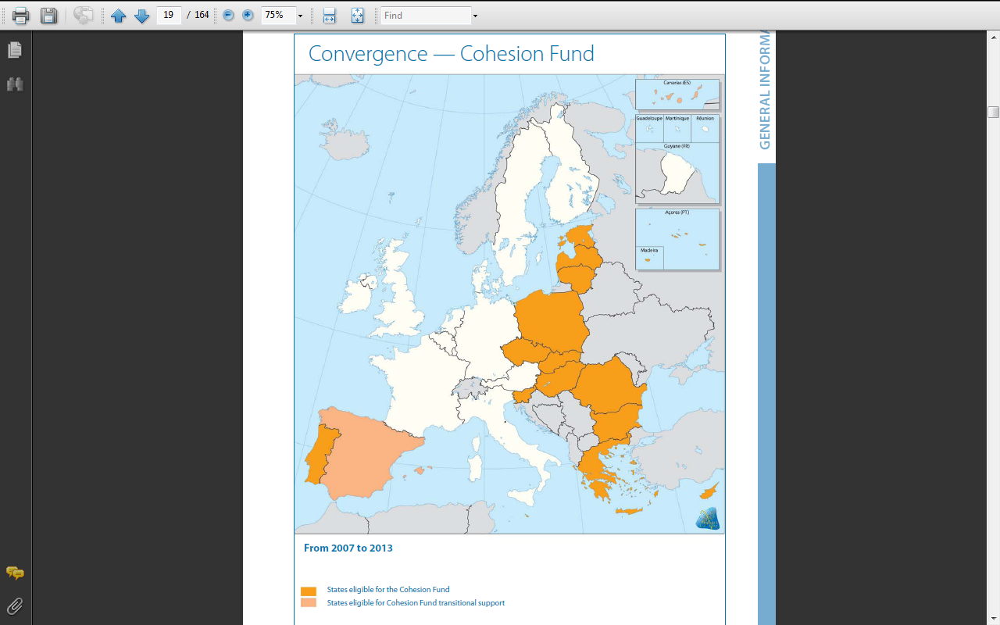 19 / 164 75% Find
Convergence — Cohesion Fund
GENERAL INFORMA
Canarias (ES)
Guadeloupe Martinique Réunion
Guyane (FR)
Açores (PT)
Madeira
From 2007 to 2013
States eligible for the Cohesion Fund
States eligible for Cohesion Fund transitional support